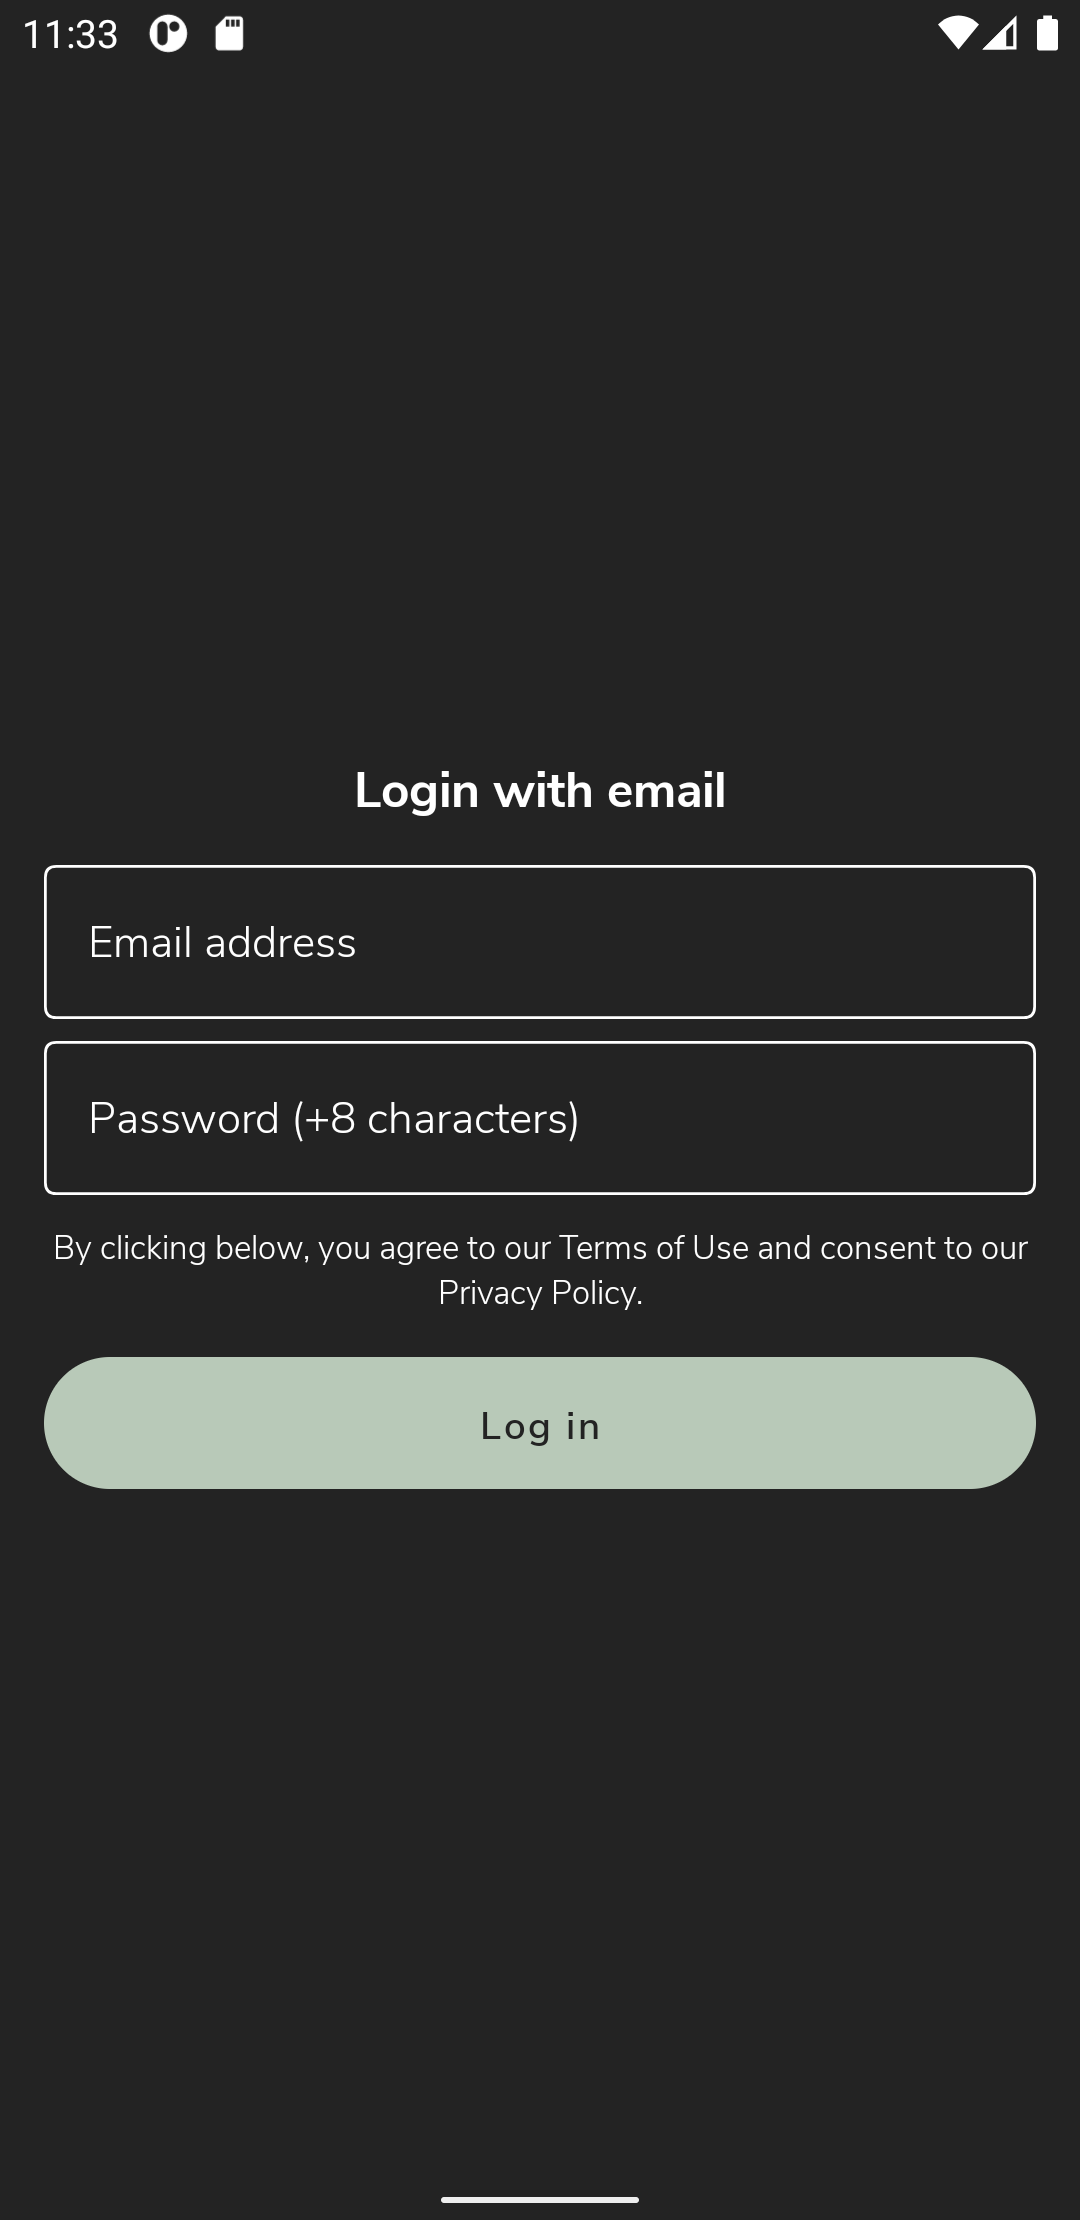 11:33
Login with email
Email address
Password (+8 characters)
By clicking below, you agree to our Terms of Use and consent to our
Privacy Policy.
Log in